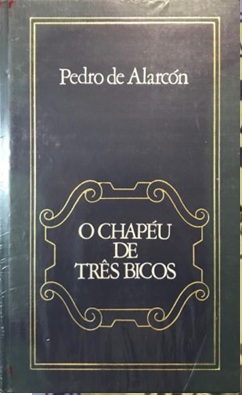 Pedro de Alarcón
O CHAPÉU
DE
TRÊS BICOS